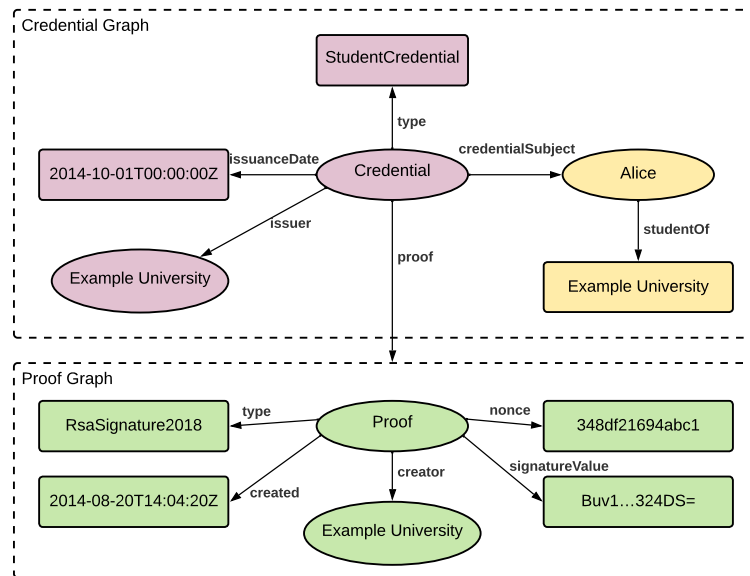 Credential Graph
StudentCredential
type
issuanceDate
credentialSubject
2014-10-01T00:00:00Z
Credential
Alice
issuer
studentOf
proof
Example University
Example University
Proof Graph
type
nonce
RsaSignature2018
Proof
348df21694abc1
creator
signatureValue
created
2014-08-20T14:04:20Z
Buv1…324DS=
Example University